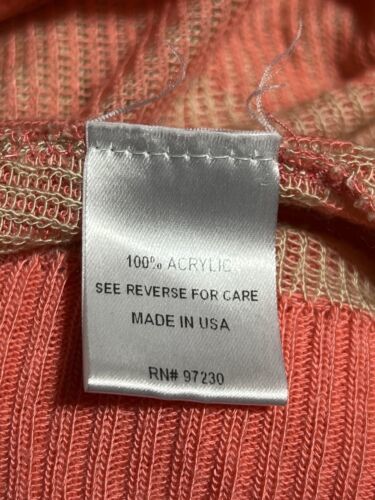 100% ACRYLIC
SEE REVERSE FOR CARE
MADE IN USA
RN# 97230